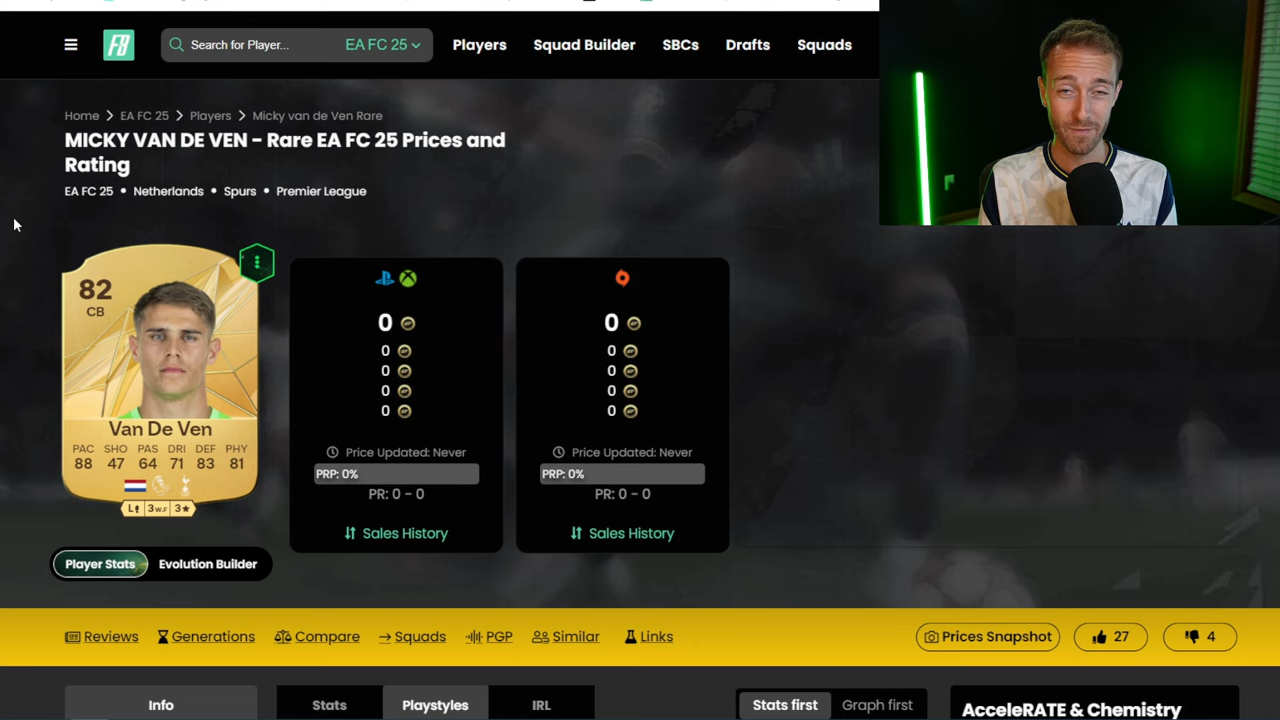 FB
Search for Player...
EA FC 25
Players
Squad Builder
SBCs
Drafts
Squads
Home > EA FC 25 > Players > Micky van de Ven Rare
MICKY VAN DE VEN - Rare EA FC 25 Prices and
Rating
EA FC 25 • Netherlands • Spurs • Premier League
82
CB
Van De Ven
PAC SHO PAS DRI DEF PHY
88 47 64 71 83 81
L 3 W.F 3★
0
0
0
0
0
Price Updated: Never
PRP: 0%
PR: 0 - 0
Sales History
0
0
0
0
0
Price Updated: Never
PRP: 0%
PR: 0 - 0
Sales History
Player Stats
Evolution Builder
Reviews
Generations
Compare
Squads
PGP
Similar
Links
Prices Snapshot
27
4
Info
Stats
Playstyles
IRL
Stats first
Graph first
AcceleRATE & Chemistry